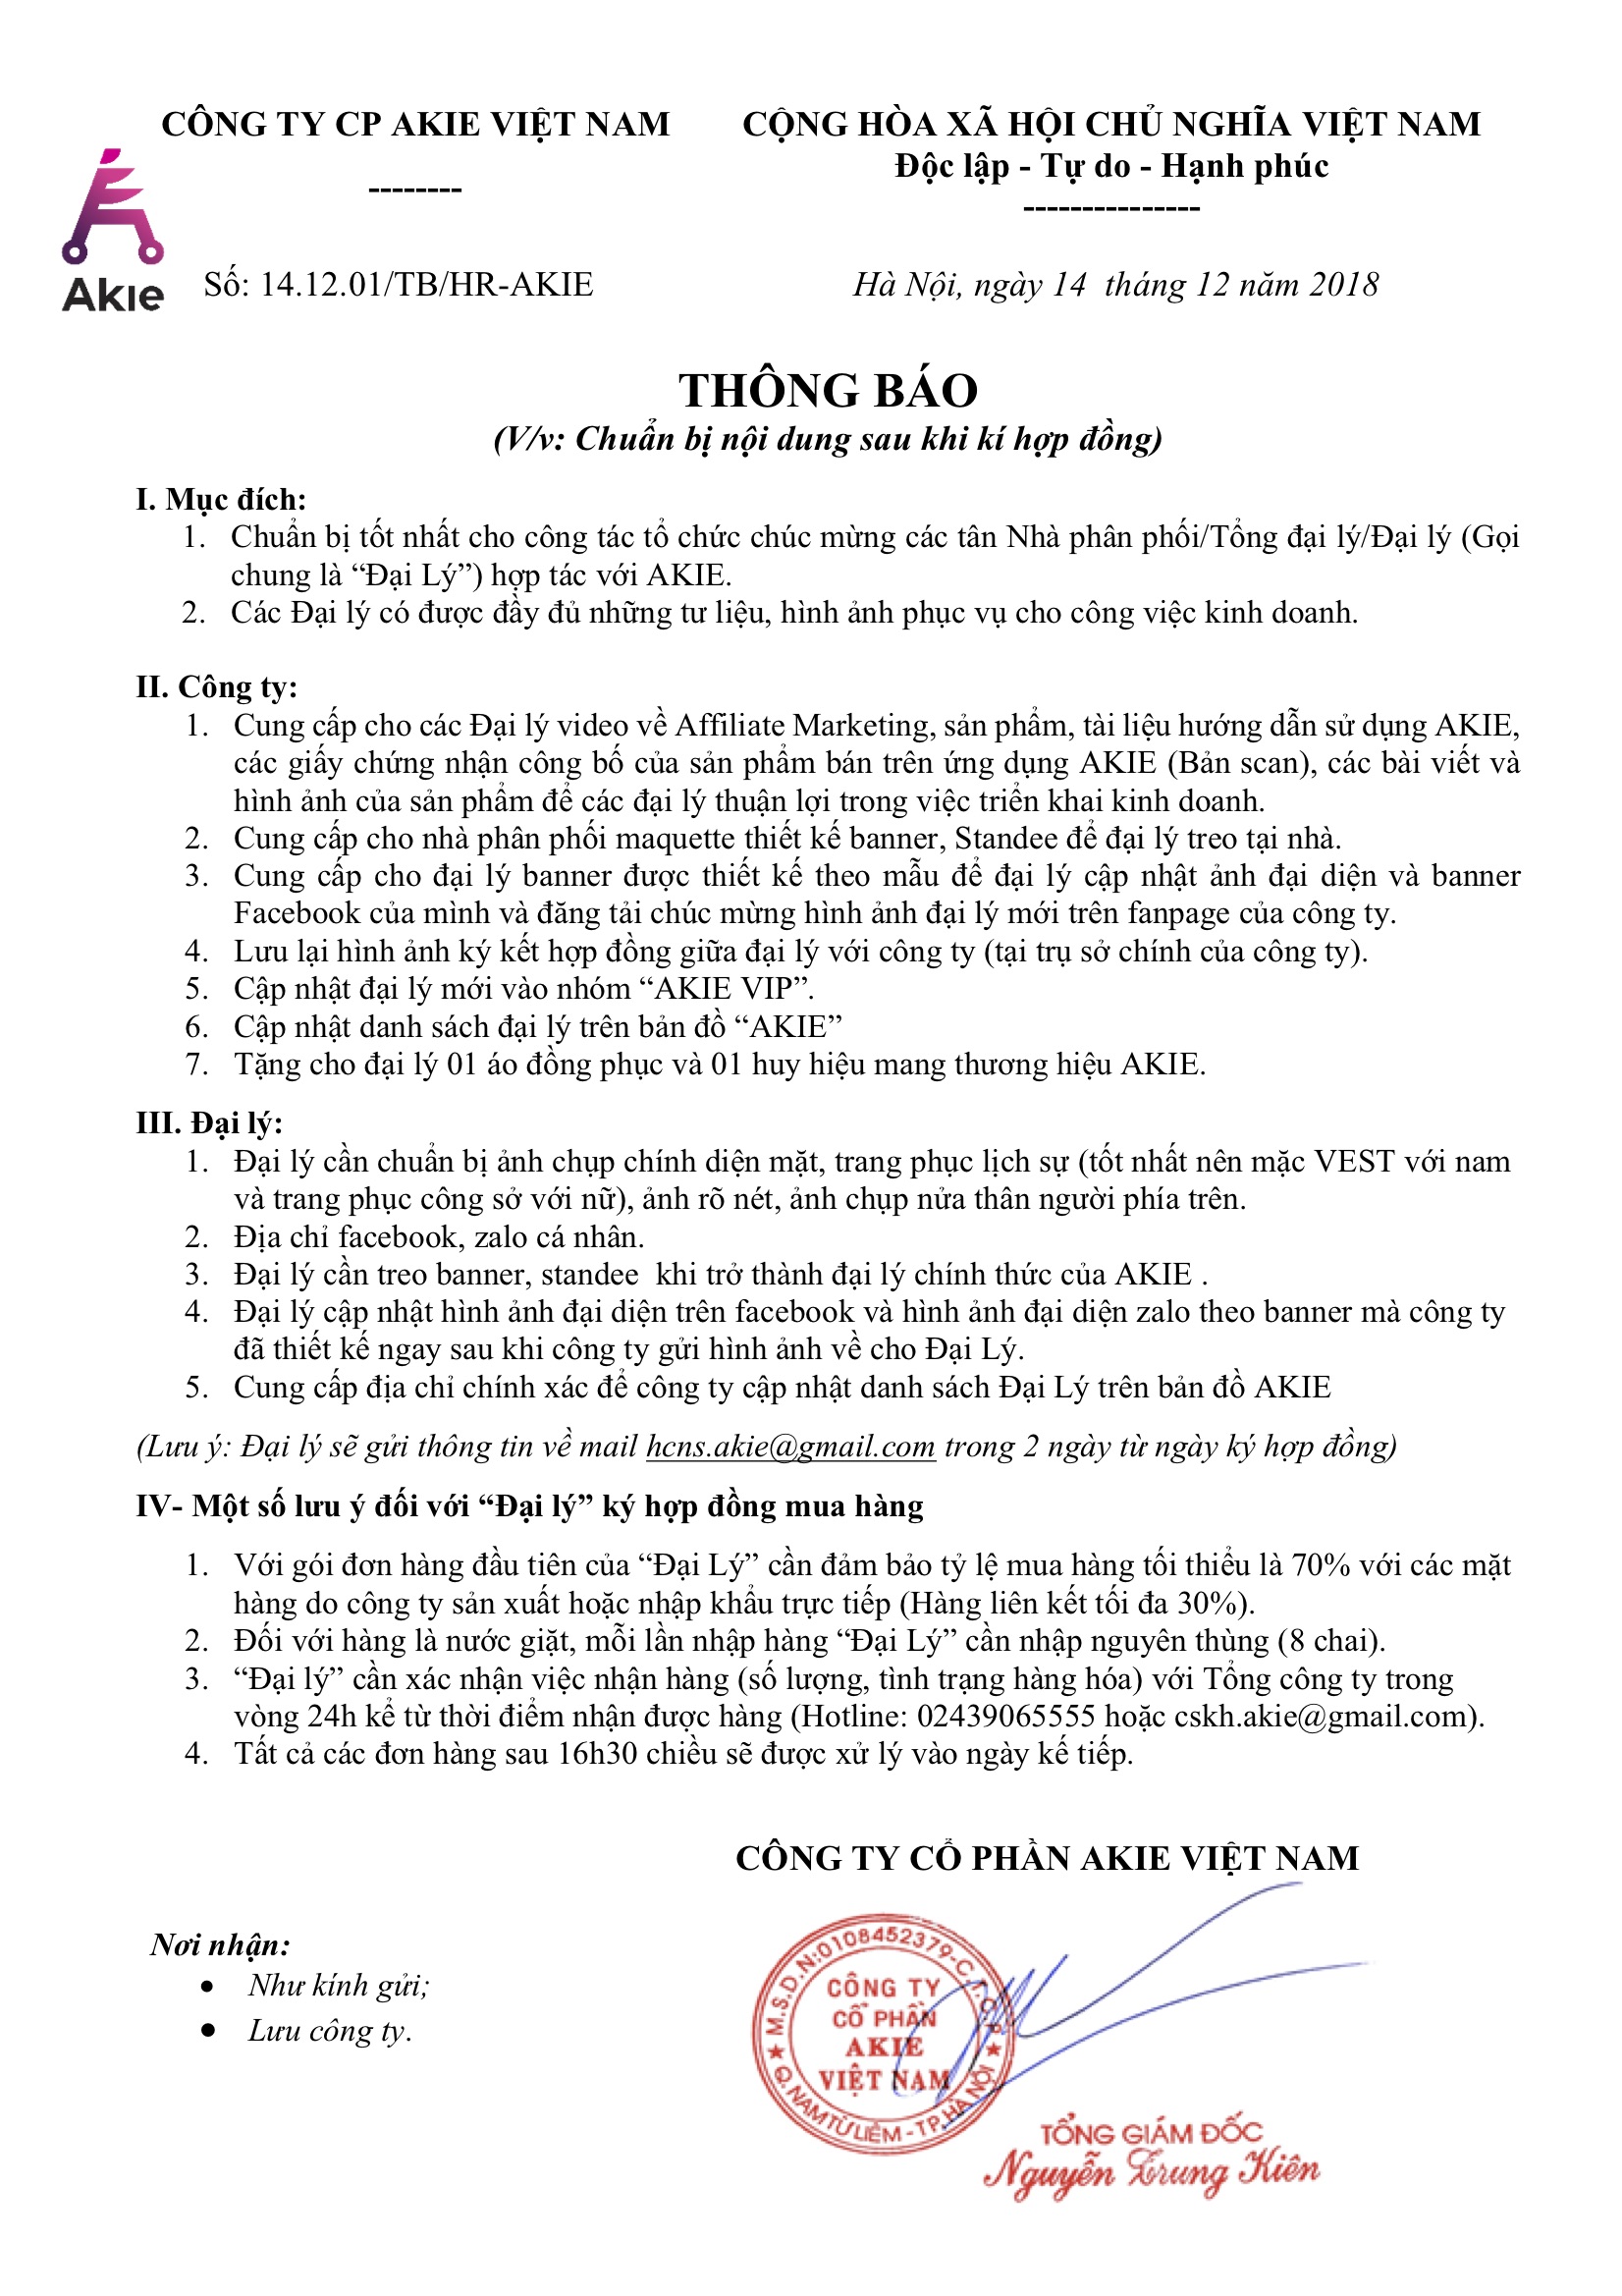 CÔNG TY CP AKIE VIỆT NAM
--------
CỘNG HÒA XÃ HỘI CHỦ NGHĨA VIỆT NAM
Độc lập - Tự do - Hạnh phúc
---------------
Akie
Số: 14.12.01/TB/HR-AKIE
Hà Nội, ngày 14 tháng 12 năm 2018
THÔNG BÁO
(V/v: Chuẩn bị nội dung sau khi kí hợp đồng)
I. Mục đích:
1. Chuẩn bị tốt nhất cho công tác tổ chức chúc mừng các tân Nhà phân phối/Tổng đại lý/Đại lý (Gọi
chung là “Đại Lý”) hợp tác với AKIE.
2. Các Đại lý có được đầy đủ những tư liệu, hình ảnh phục vụ cho công việc kinh doanh.
II. Công ty:
1. Cung cấp cho các Đại lý video về Affiliate Marketing, sản phẩm, tài liệu hướng dẫn sử dụng AKIE,
các giấy chứng nhận công bố của sản phẩm bán trên ứng dụng AKIE (Bản scan), các bài viết và
hình ảnh của sản phẩm để các đại lý thuận lợi trong việc triển khai kinh doanh.
2. Cung cấp cho nhà phân phối maquette thiết kế banner, Standee để đại lý treo tại nhà.
3. Cung cấp cho đại lý banner được thiết kế theo mẫu để đại lý cập nhật ảnh đại diện và banner
Facebook của mình và đăng tải chúc mừng hình ảnh đại lý mới trên fanpage của công ty.
4. Lưu lại hình ảnh ký kết hợp đồng giữa đại lý với công ty (tại trụ sở chính của công ty).
5. Cập nhật đại lý mới vào nhóm “AKIE VIP”.
6. Cập nhật danh sách đại lý trên bản đồ “AKIE”
7. Tặng cho đại lý 01 áo đồng phục và 01 huy hiệu mang thương hiệu AKIE.
III. Đại lý:
1. Đại lý cần chuẩn bị ảnh chụp chính diện mặt, trang phục lịch sự (tốt nhất nên mặc VEST với nam
và trang phục công sở với nữ), ảnh rõ nét, ảnh chụp nửa thân người phía trên.
2. Địa chỉ facebook, zalo cá nhân.
3. Đại lý cần treo banner, standee khi trở thành đại lý chính thức của AKIE .
4. Đại lý cập nhật hình ảnh đại diện trên facebook và hình ảnh đại diện zalo theo banner mà công ty
đã thiết kế ngay sau khi công ty gửi hình ảnh về cho Đại Lý.
5. Cung cấp địa chỉ chính xác để công ty cập nhật danh sách Đại Lý trên bản đồ AKIE
(Lưu ý: Đại lý sẽ gửi thông tin về mail hcns.akie@gmail.com trong 2 ngày từ ngày ký hợp đồng)
IV- Một số lưu ý đối với “Đại lý” ký hợp đồng mua hàng
1. Với gói đơn hàng đầu tiên của “Đại Lý” cần đảm bảo tỷ lệ mua hàng tối thiểu là 70% với các mặt
hàng do công ty sản xuất hoặc nhập khẩu trực tiếp (Hàng liên kết tối đa 30%).
2. Đối với hàng là nước giặt, mỗi lần nhập hàng “Đại Lý” cần nhập nguyên thùng (8 chai).
3. “Đại lý” cần xác nhận việc nhận hàng (số lượng, tình trạng hàng hóa) với Tổng công ty trong
vòng 24h kể từ thời điểm nhận được hàng (Hotline: 02439065555 hoặc cskh.akie@gmail.com).
4. Tất cả các đơn hàng sau 16h30 chiều sẽ được xử lý vào ngày kế tiếp.
CÔNG TY CỔ PHẦN AKIE VIỆT NAM
Nơi nhận:
• Như kính gửi;
• Lưu công ty.
M.S.D.N:0108452379-C.T.C.P
CÔNG TY
CỔ PHẦN
AKIE
VIỆT NAM
Q.NAM TỪ LIÊM - TP.HÀ NỘI
TỔNG GIÁM ĐỐC
Nguyễn Trung Kiên